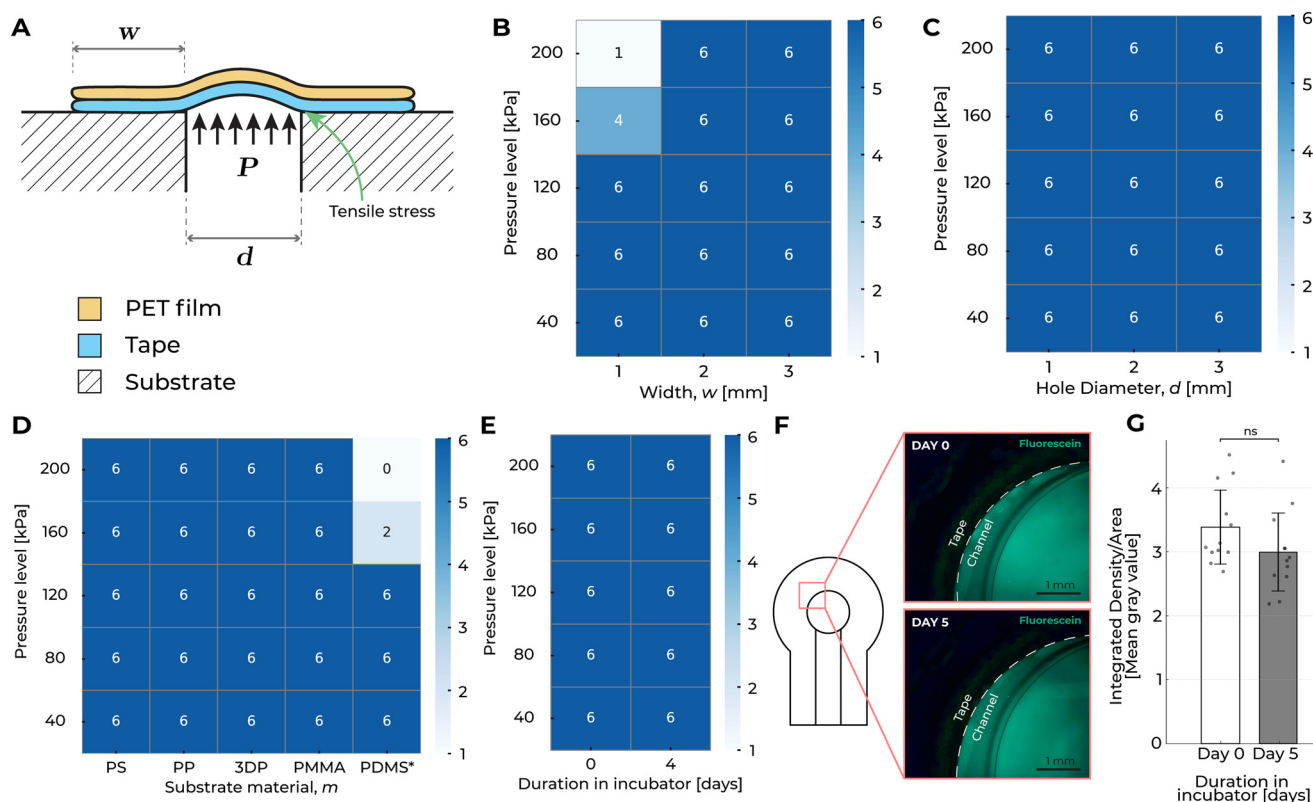 A
w
P
Tensile stress
d
PET film
Tape
Substrate
B
Pressure level [kPa]
200 1 6 6
160 4 6 6
120 6 6 6
80 6 6 6
40 6 6 6
1 2 3
Width, w [mm]
6
5
4
3
2
1
C
Pressure level [kPa]
200 6 6 6
160 6 6 6
120 6 6 6
80 6 6 6
40 6 6 6
1 2 3
Hole Diameter, d [mm]
6
5
4
3
2
1
D
Pressure level [kPa]
200 6 6 6 6 0
160 6 6 6 6 2
120 6 6 6 6 6
80 6 6 6 6 6
40 6 6 6 6 6
PS PP 3DP PMMA PDMS*
Substrate material, m
6
5
4
3
2
1
E
Pressure level [kPa]
200 6 6
160 6 6
120 6 6
80 6 6
40 6 6
0 4
Duration in incubator [days]
6
5
4
3
2
1
F
DAY 0
Fluorescein
Tape
Channel
1 mm
DAY 5
Fluorescein
Tape
Channel
1 mm
G
ns
Integrated Density/Area
[Mean gray value]
4
3
2
1
0
Day 0 Day 5
Duration in
incubator [days]